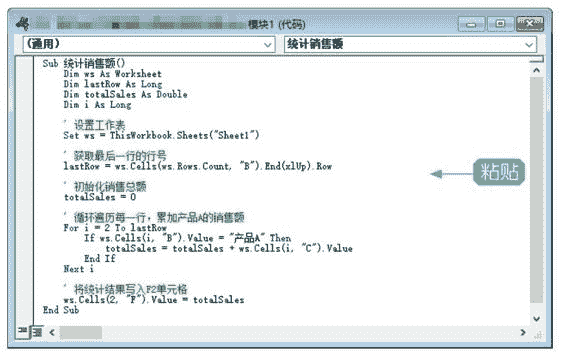 模块1 (代码)
(通用)
统计销售额
Sub 统计销售额()
Dim ws As Worksheet
Dim lastRow As Long
Dim totalSales As Double
Dim i As Long
' 设置工作表
Set ws = ThisWorkbook.Sheets("Sheet1")
' 获取最后一行的行号
lastRow = ws.Cells(ws.Rows.Count, "B").End(xlUp).Row
' 初始化销售总额
totalSales = 0
' 循环遍历每一行，累加产品A的销售额
For i = 2 To lastRow
If ws.Cells(i, "B").Value = "产品A" Then
totalSales = totalSales + ws.Cells(i, "C").Value
End If
Next i
' 将统计结果写入F2单元格
ws.Cells(2, "F").Value = totalSales
End Sub
粘贴